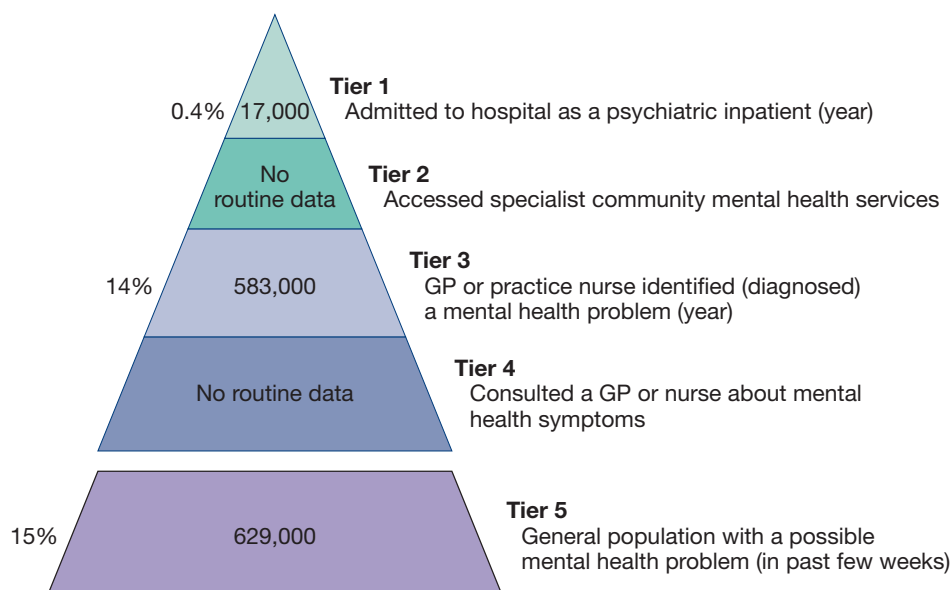 Tier 1
0.4% 17,000 Admitted to hospital as a psychiatric inpatient (year)
No
routine data
Tier 2
Accessed specialist community mental health services
14% 583,000
Tier 3
GP or practice nurse identified (diagnosed)
a mental health problem (year)
No routine data
Tier 4
Consulted a GP or nurse about mental
health symptoms
15% 629,000
Tier 5
General population with a possible
mental health problem (in past few weeks)